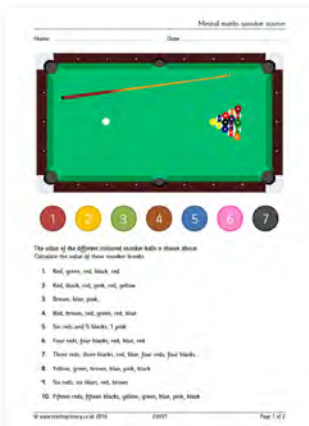 Mental maths snooker starter
Name: Date:
1 2 3 4 5 6 7
The value of the different coloured snooker balls is shown above.
Calculate the value of these snooker breaks.
1. Red, green, red, black, red
2. Red, black, red, pink, red, yellow
3. Brown, blue, pink,
4. Red, brown, red, green, red, blue
5. Six reds and 5 blacks, 1 pink
6. Four reds, four blacks, red, blue, red
7. Three reds, three blacks, red, blue, four reds, four blacks.
8. Yellow, green, brown, blue, pink, black
9. Six reds, six blues, red, brown
10. Fifteen reds, fifteen blacks, yellow, green, blue, pink, black
© www.teachitprimary.co.uk 2016 Page 1 of 2